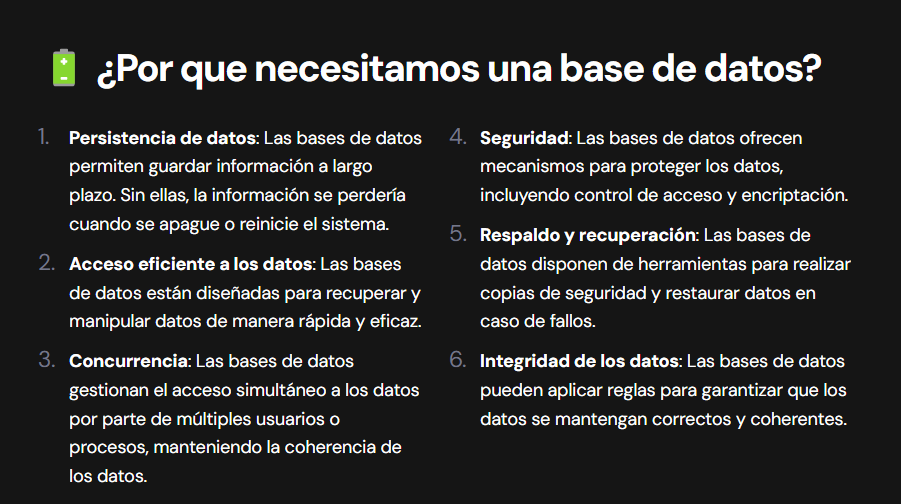 ¿Por que necesitamos una base de datos?
1. Persistencia de datos: Las bases de datos
permiten guardar información a largo
plazo. Sin ellas, la información se perdería
cuando se apague o reinicie el sistema.
2. Acceso eficiente a los datos: Las bases
de datos están diseñadas para recuperar y
manipular datos de manera rápida y eficaz.
3. Concurrencia: Las bases de datos
gestionan el acceso simultáneo a los datos
por parte de múltiples usuarios o
procesos, manteniendo la coherencia de
los datos.
4. Seguridad: Las bases de datos ofrecen
mecanismos para proteger los datos,
incluyendo control de acceso y encriptación.
5. Respaldo y recuperación: Las bases de
datos disponen de herramientas para realizar
copias de seguridad y restaurar datos en
caso de fallos.
6. Integridad de los datos: Las bases de datos
pueden aplicar reglas para garantizar que los
datos se mantengan correctos y coherentes.